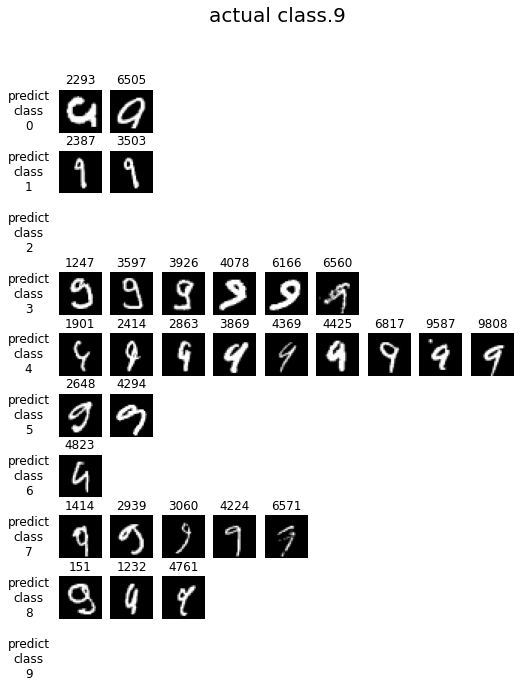 actual class.9
2293 6505
predict
class
0
2387 3503
predict
class
1
predict
class
2
1247 3597 3926 4078 6166 6560
predict
class
3
1901 2414 2863 3869 4369 4425 6817 9587 9808
predict
class
4
2648 4294
predict
class
5
4823
predict
class
6
1414 2939 3060 4224 6571
predict
class
7
151 1232 4761
predict
class
8
predict
class
9